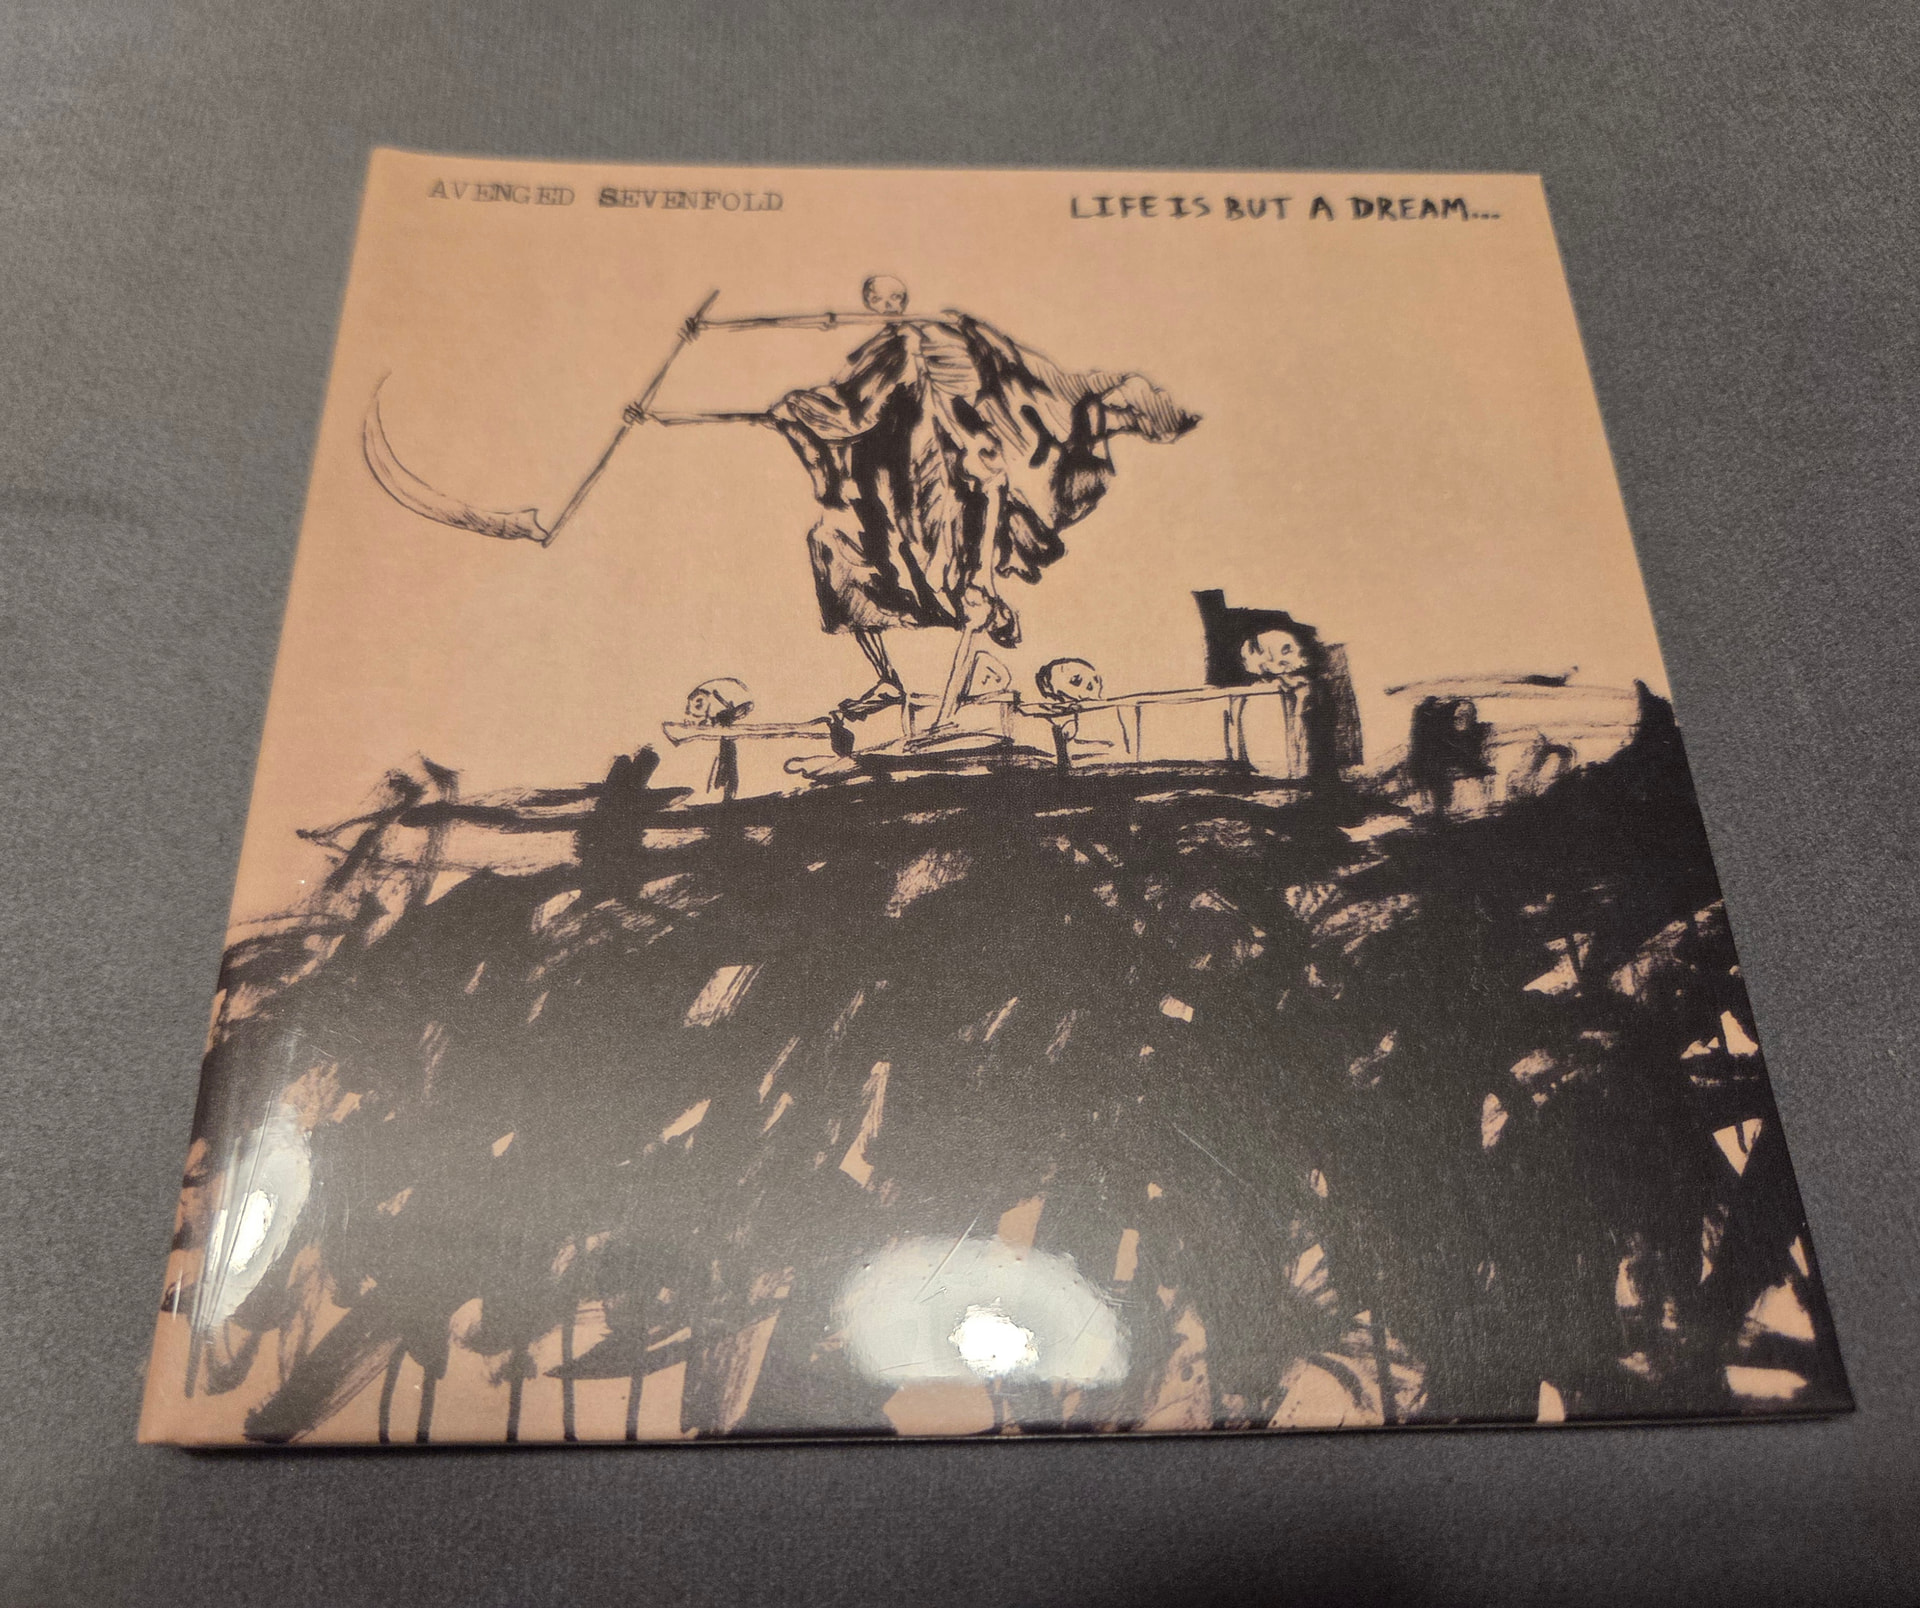 AVENGED SEVENFOLD
LIFE IS BUT A DREAM...